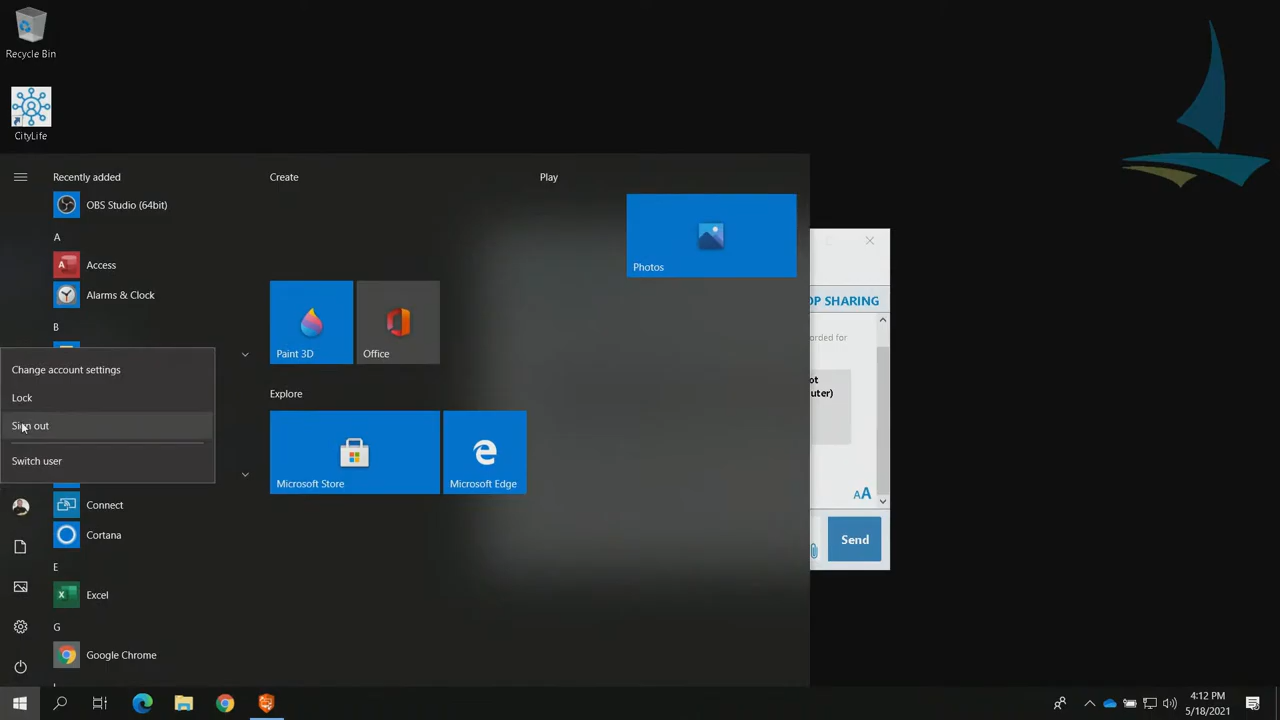 Recycle Bin
CityLife
Recently added
OBS Studio (64bit)
A
Access
Alarms & Clock
B
Change account settings
Lock
Sign out
Switch user
Connect
Cortana
E
Excel
G
Google Chrome
Create
Paint 3D
Office
Explore
Microsoft Store
Microsoft Edge
Play
Photos
OP SHARING
orded for
ot
uter)
AA
Send
4:12 PM
5/18/2021